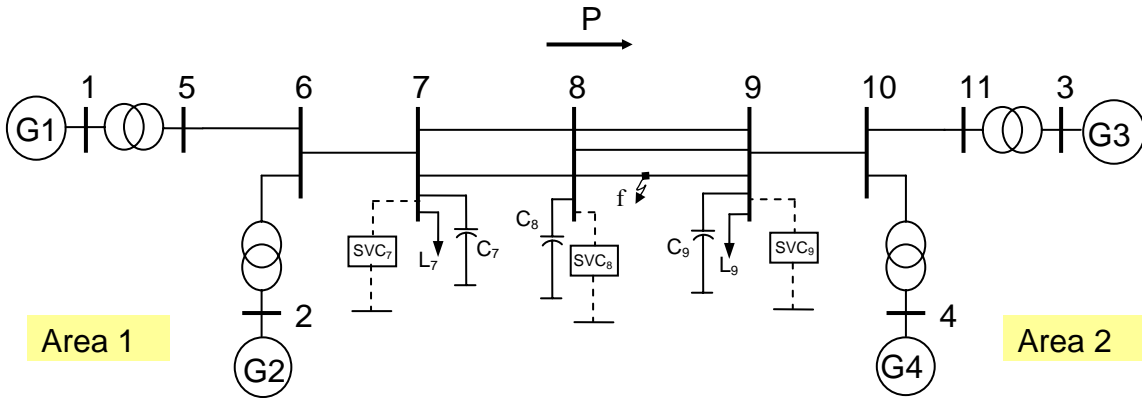 P
1
5
6
7
8
9
10
11
3
G1
G3
f
C₈
C₉
SVC₇
L₇
C₇
SVC₈
L₉
SVC₉
2
4
Area 1
G2
G4
Area 2